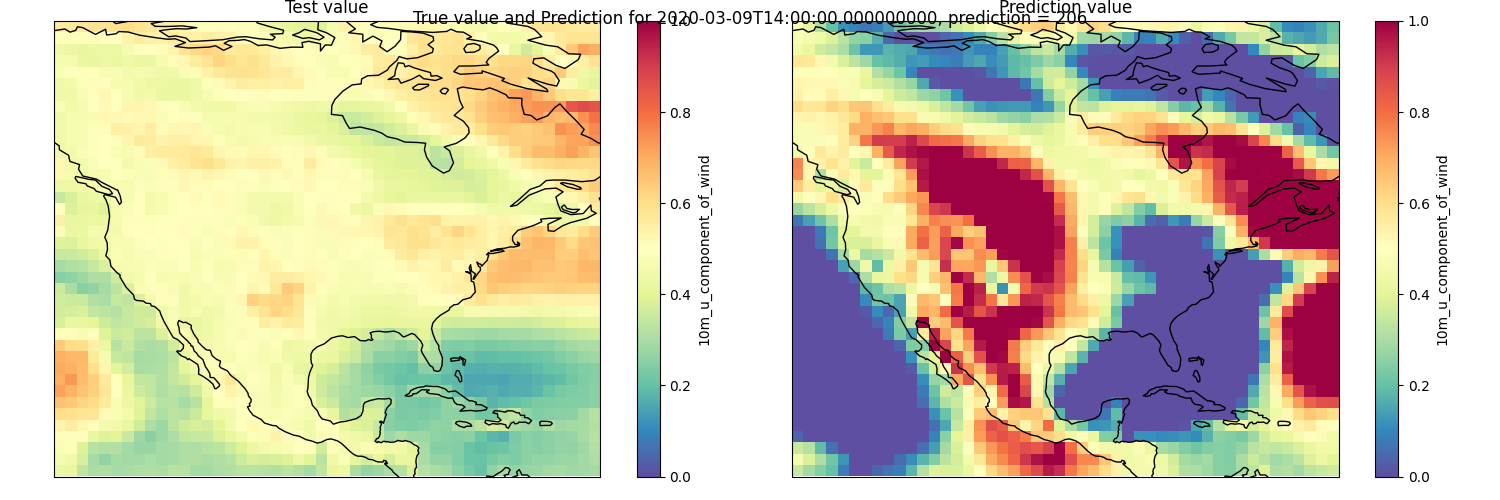 Test value
True value and Prediction for 2020-03-09T14:00:00.000000000, prediction = 206
Prediction value
1.0
0.8
0.6
0.4
0.2
0.0
10m_u_component_of_wind
1.0
0.8
0.6
0.4
0.2
0.0
10m_u_component_of_wind